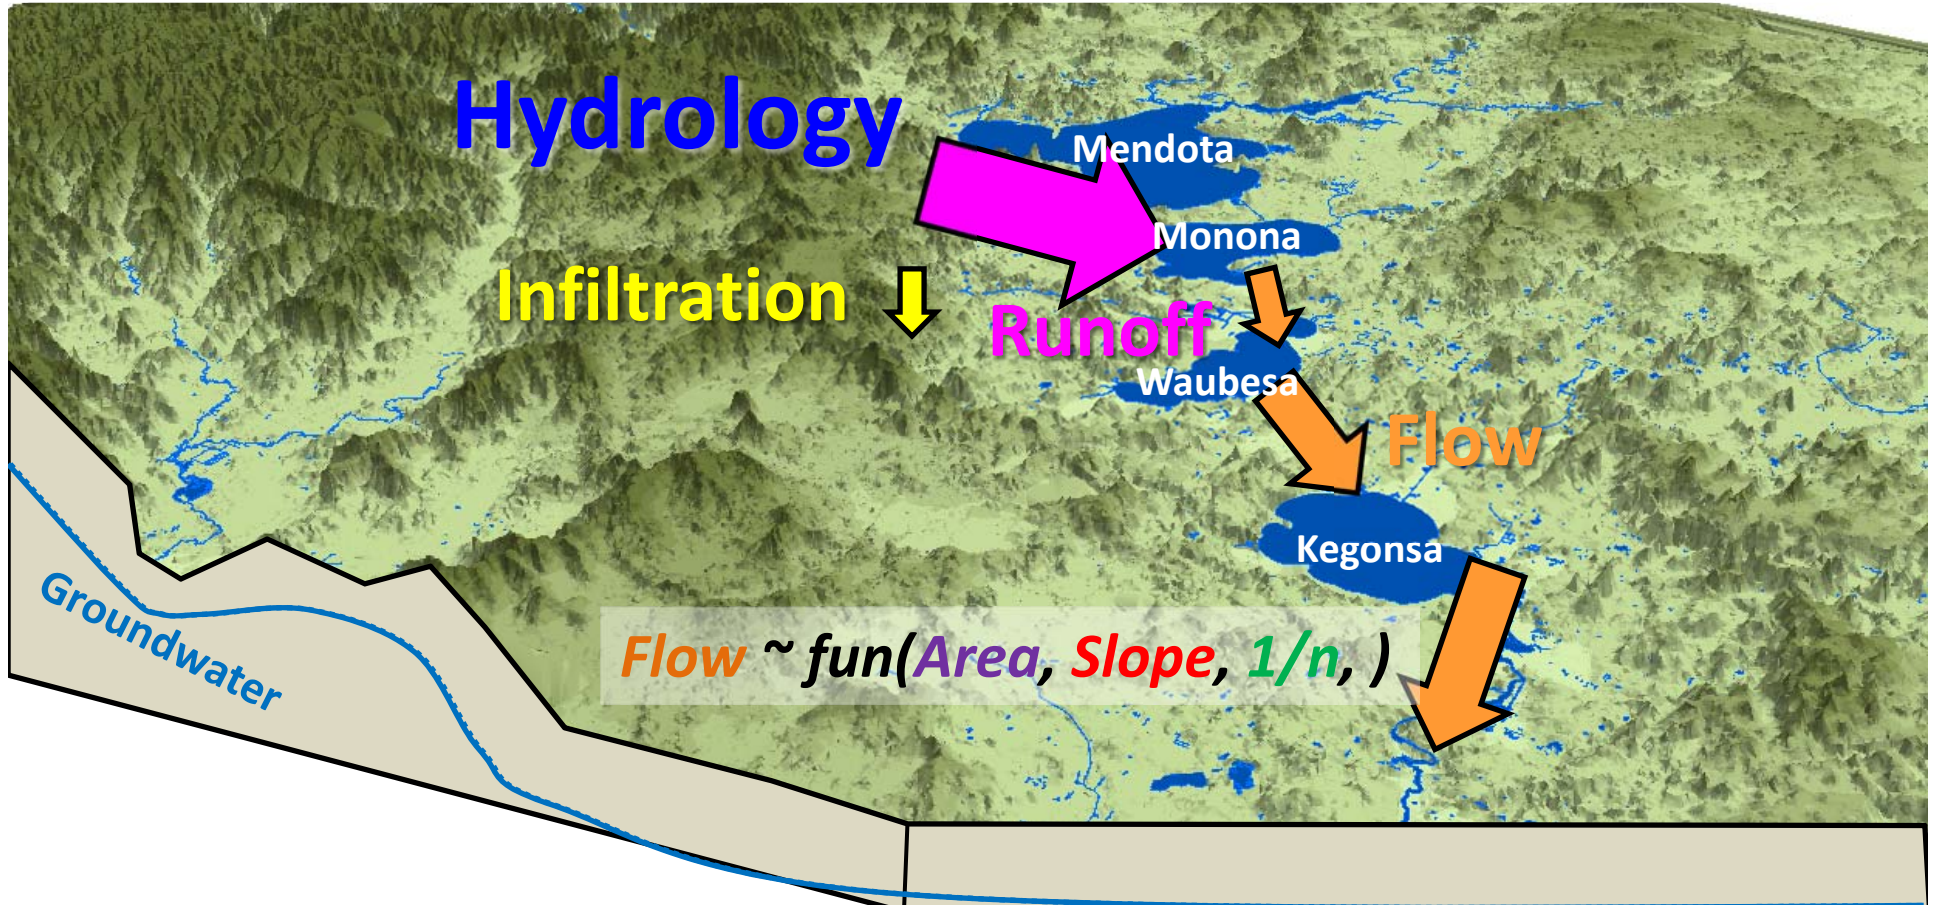 Hydrology
Mendota
Monona
Infiltration
Runoff
Waubesa
Flow
Kegonsa
Groundwater
Flow ~ fun(Area, Slope, 1/n, )